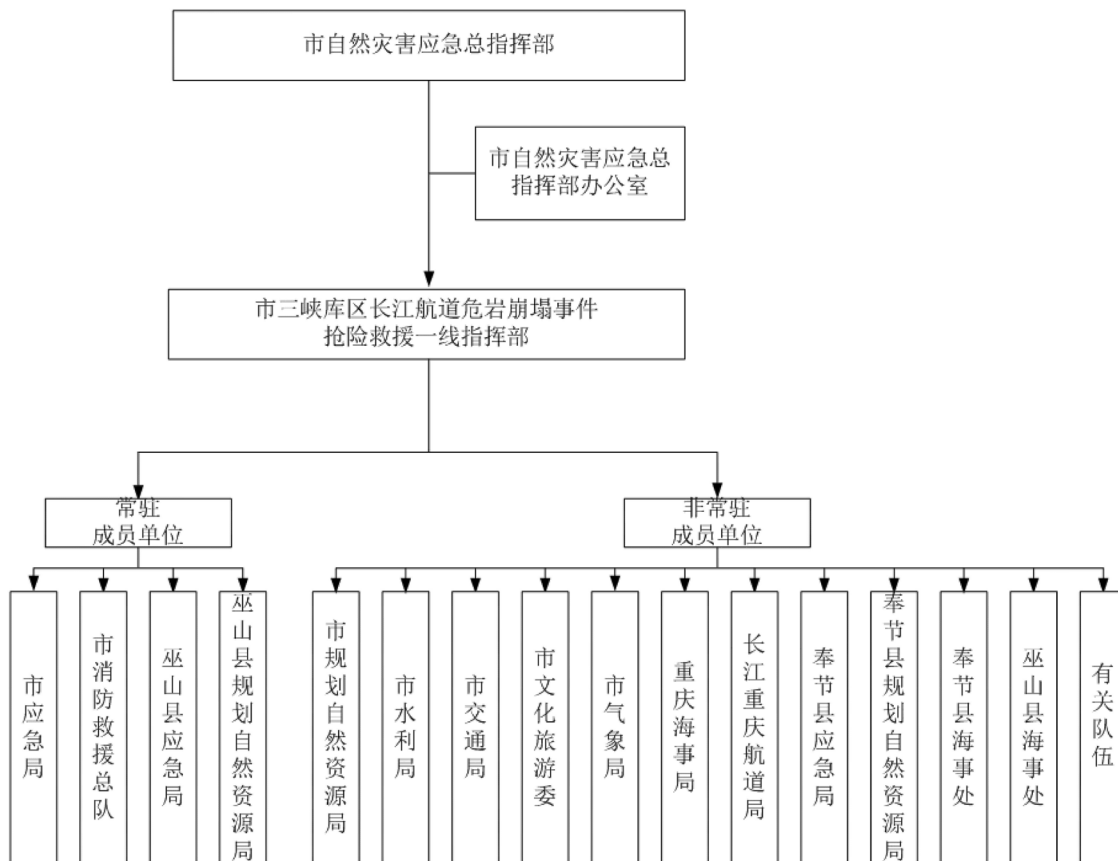 市自然灾害应急总指挥部
市自然灾害应急总
指挥部办公室
市三峡库区长江航道危岩崩塌事件
抢险救援一线指挥部
常驻
成员单位
非常驻
成员单位
市应急局
市消防救援总队
巫山县应急局
巫山县规划自然资源局
市规划自然资源局
市水利局
市交通局
市文化旅游委
市气象局
重庆海事局
长江重庆航道局
奉节县应急局
奉节县规划自然资源局
奉节县海事处
巫山县海事处
有关队伍